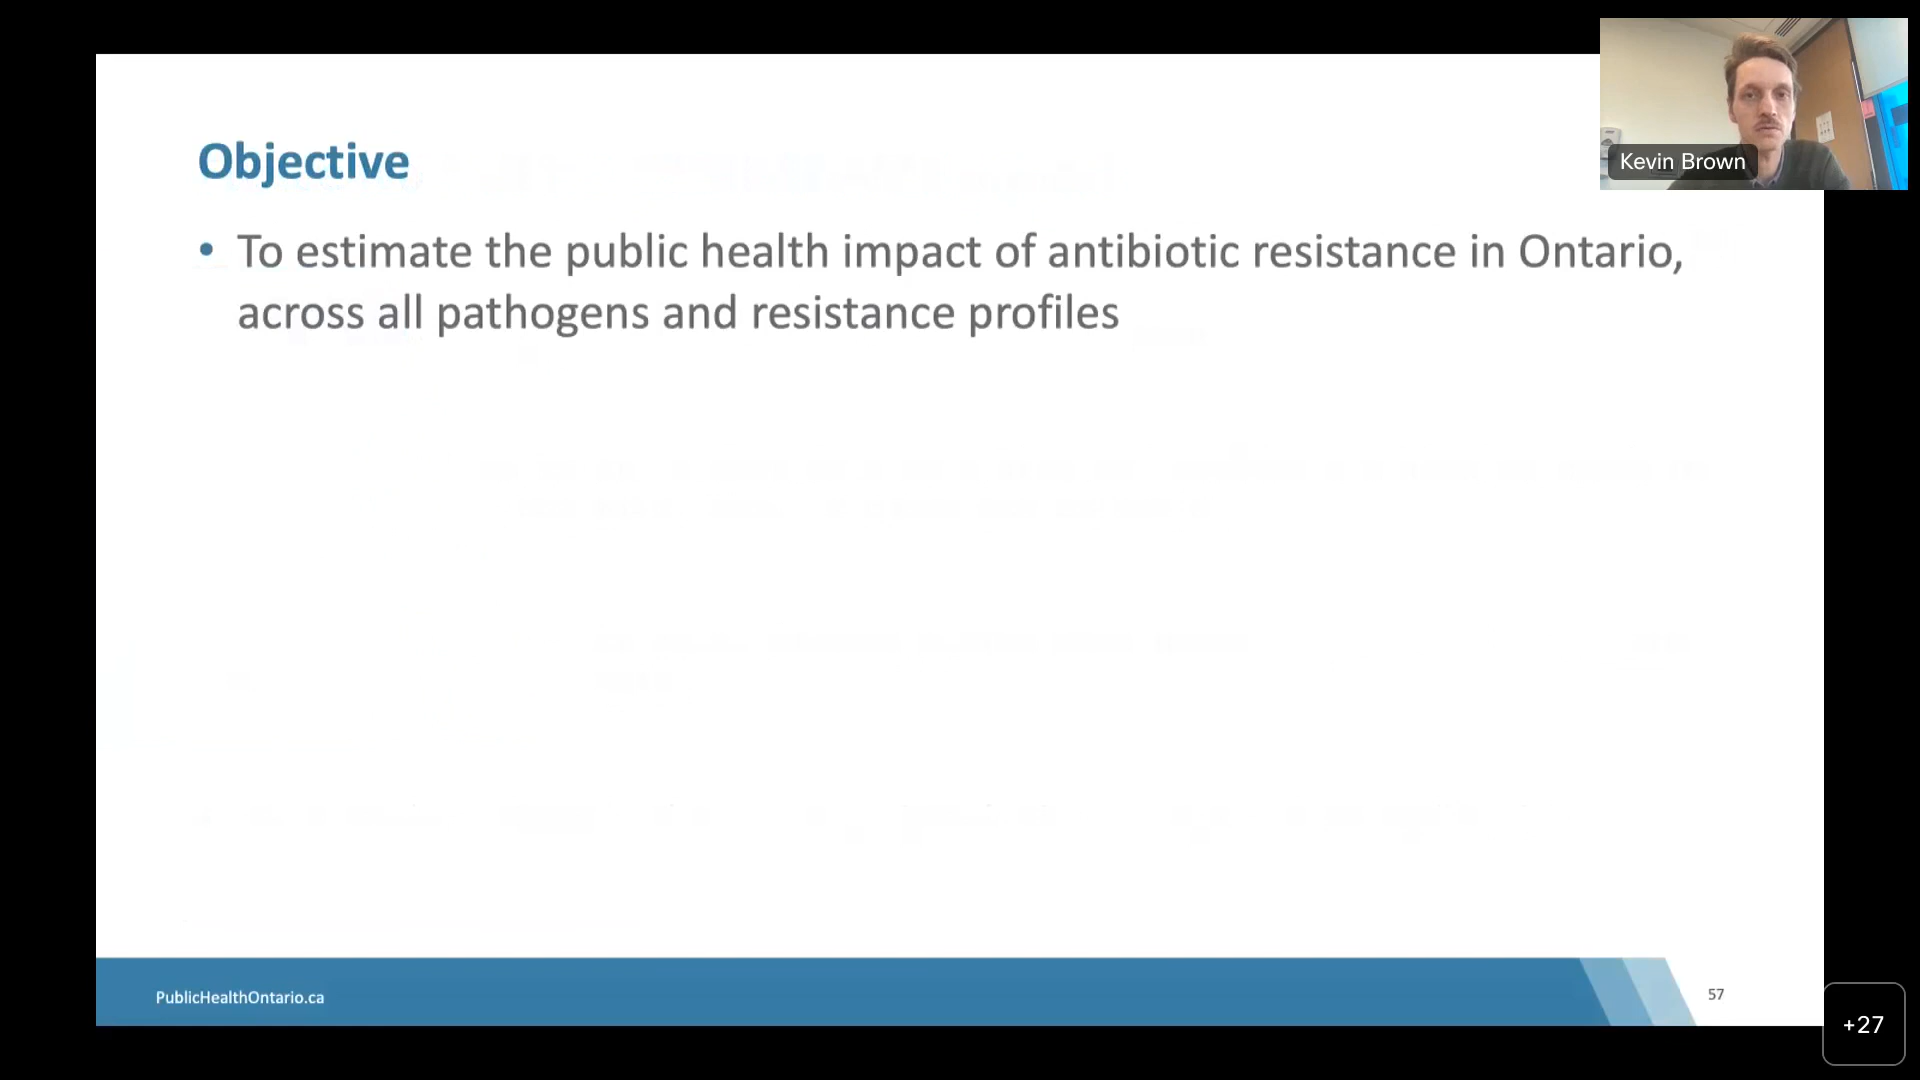 Objective
• To estimate the public health impact of antibiotic resistance in Ontario,
across all pathogens and resistance profiles
Kevin Brown
PublicHealthOntario.ca
57
+27